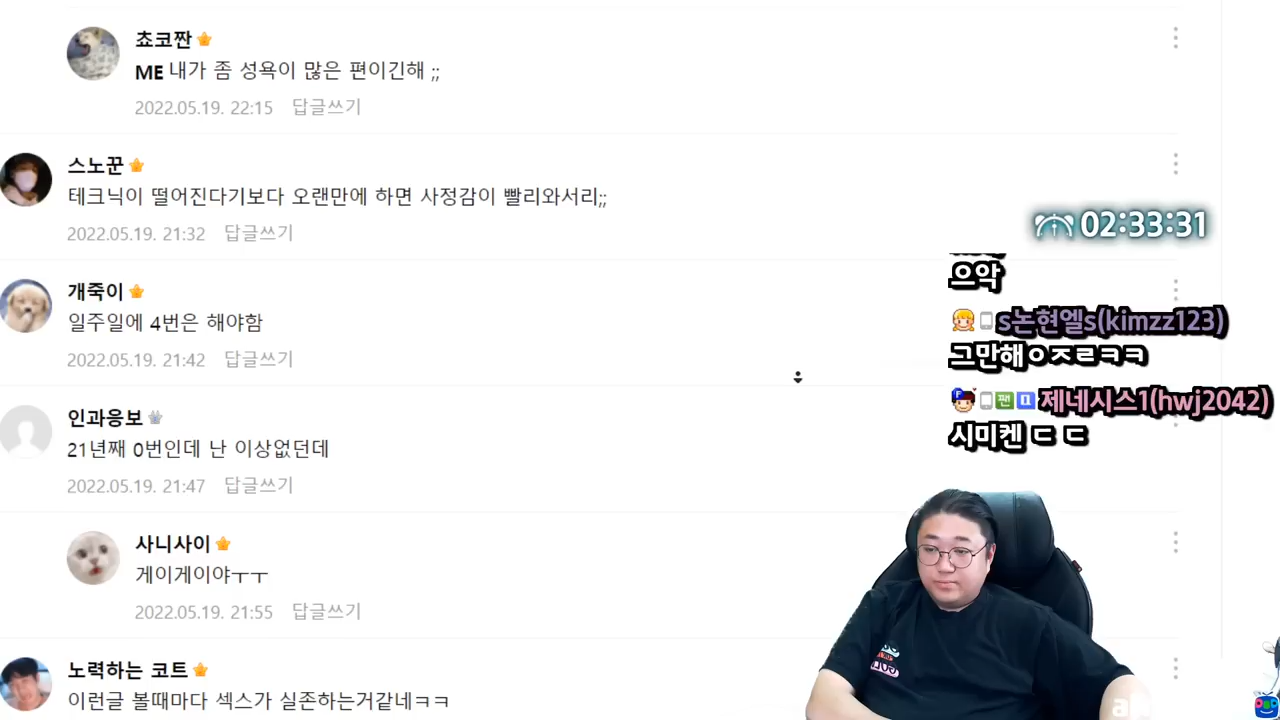 쵸코짠
ME 내가 좀 성욕이 많은 편이긴해 ;;
2022.05.19. 22:15 답글쓰기
스노꾼
테크닉이 떨어진다기보다 오랜만에 하면 사정감이 빨리와서리;;
2022.05.19. 21:32 답글쓰기
개죽이
일주일에 4번은 해야함
2022.05.19. 21:42 답글쓰기
인과응보
21년째 0번인데 난 이상없던데
2022.05.19. 21:47 답글쓰기
사니사이
게이게이야ㅜㅜ
2022.05.19. 21:55 답글쓰기
노력하는 코트
이런글 볼때마다 섹스가 실존하는거같네ㅋㅋ
02:33:31
으악
s논현엘s(kimzz123)
그만해ㅇㅈㄹㅋㅋ
팬 제네시스1(hwj2042)
시미켄 ㄷ ㄷ